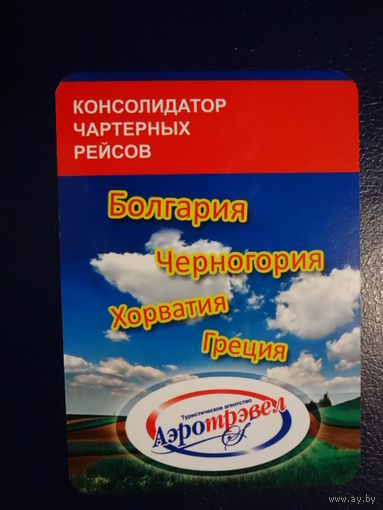 КОНСОЛИДАТОР
ЧАРТЕРНЫХ
РЕЙСОВ
Болгария
Черногория
Хорватия
Греция
Туристическое агентство
Аэротрэвел
www.ay.by